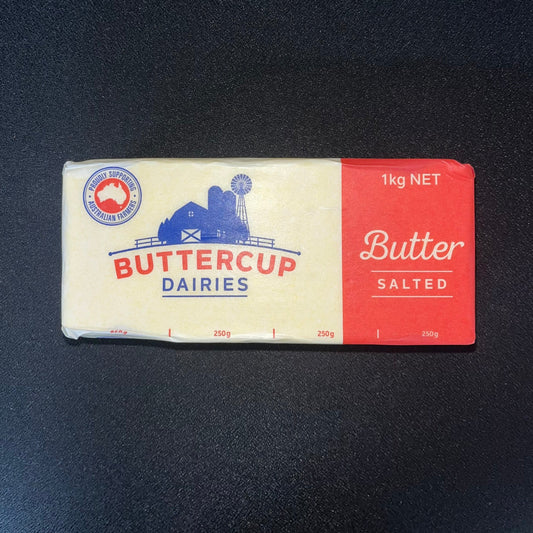 PROUDLY SUPPORTING
AUSTRALIAN FARMERS
BUTTERCUP
DAIRIES
1kg NET
Butter
SALTED
250g
250g
250g